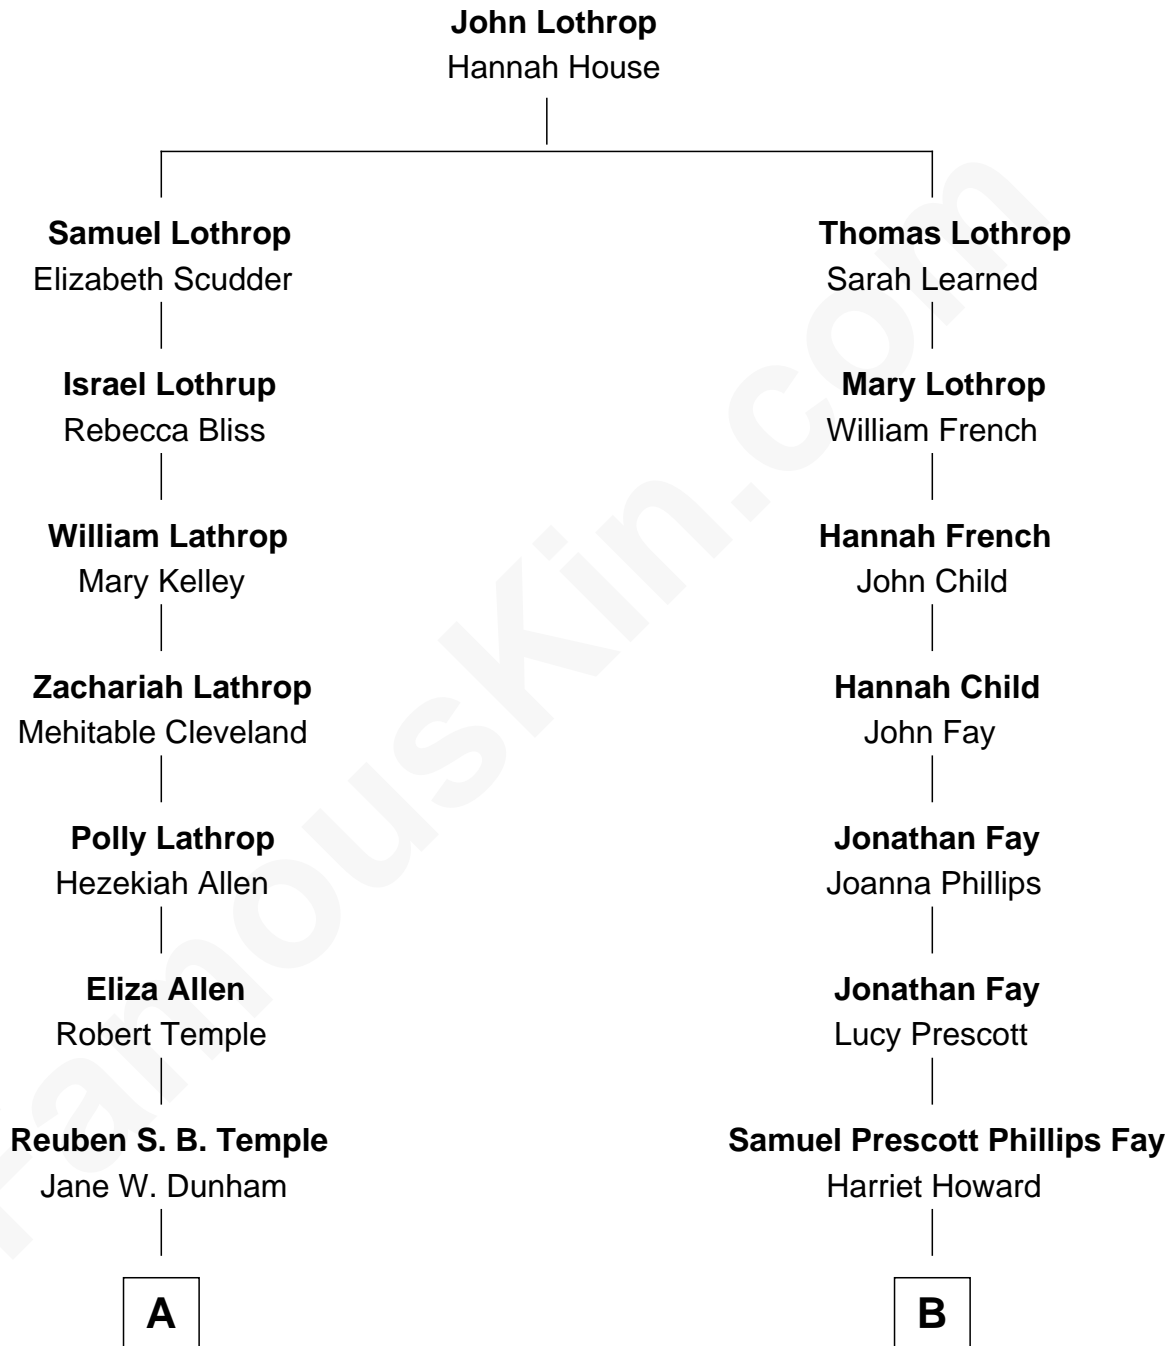 John Lothrop
Hannah House
Samuel Lothrop
Elizabeth Scudder
Thomas Lothrop
Sarah Learned
Israel Lothrup
Rebecca Bliss
Mary Lothrop
William French
William Lathrop
Mary Kelley
Hannah French
John Child
Zachariah Lathrop
Mehitable Cleveland
Hannah Child
John Fay
Polly Lathrop
Hezekiah Allen
Jonathan Fay
Joanna Phillips
Eliza Allen
Robert Temple
Jonathan Fay
Lucy Prescott
Reuben S. B. Temple
Jane W. Dunham
Samuel Prescott Phillips Fay
Harriet Howard
A
B
FamousKin.com